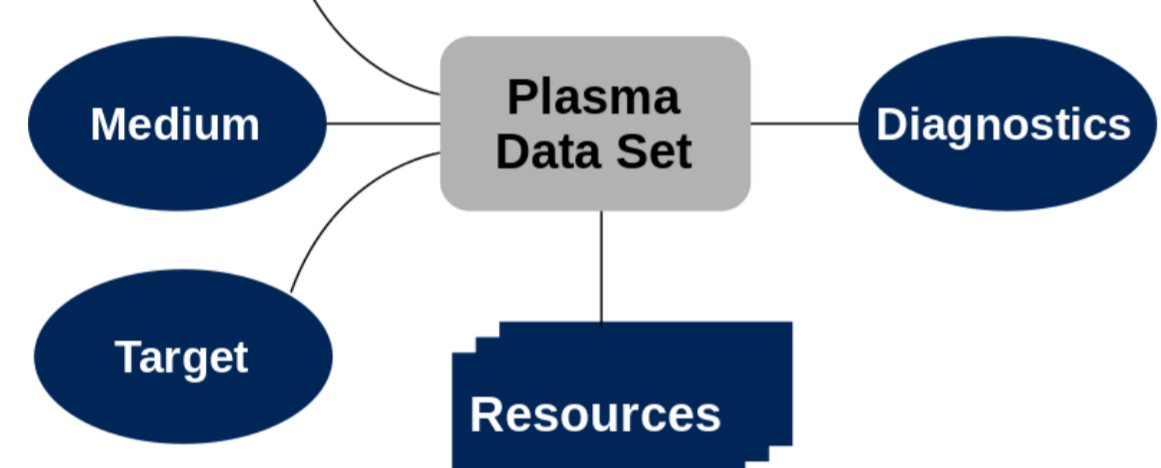 Plasma
Data Set
Medium
Diagnostics
Target
Resources